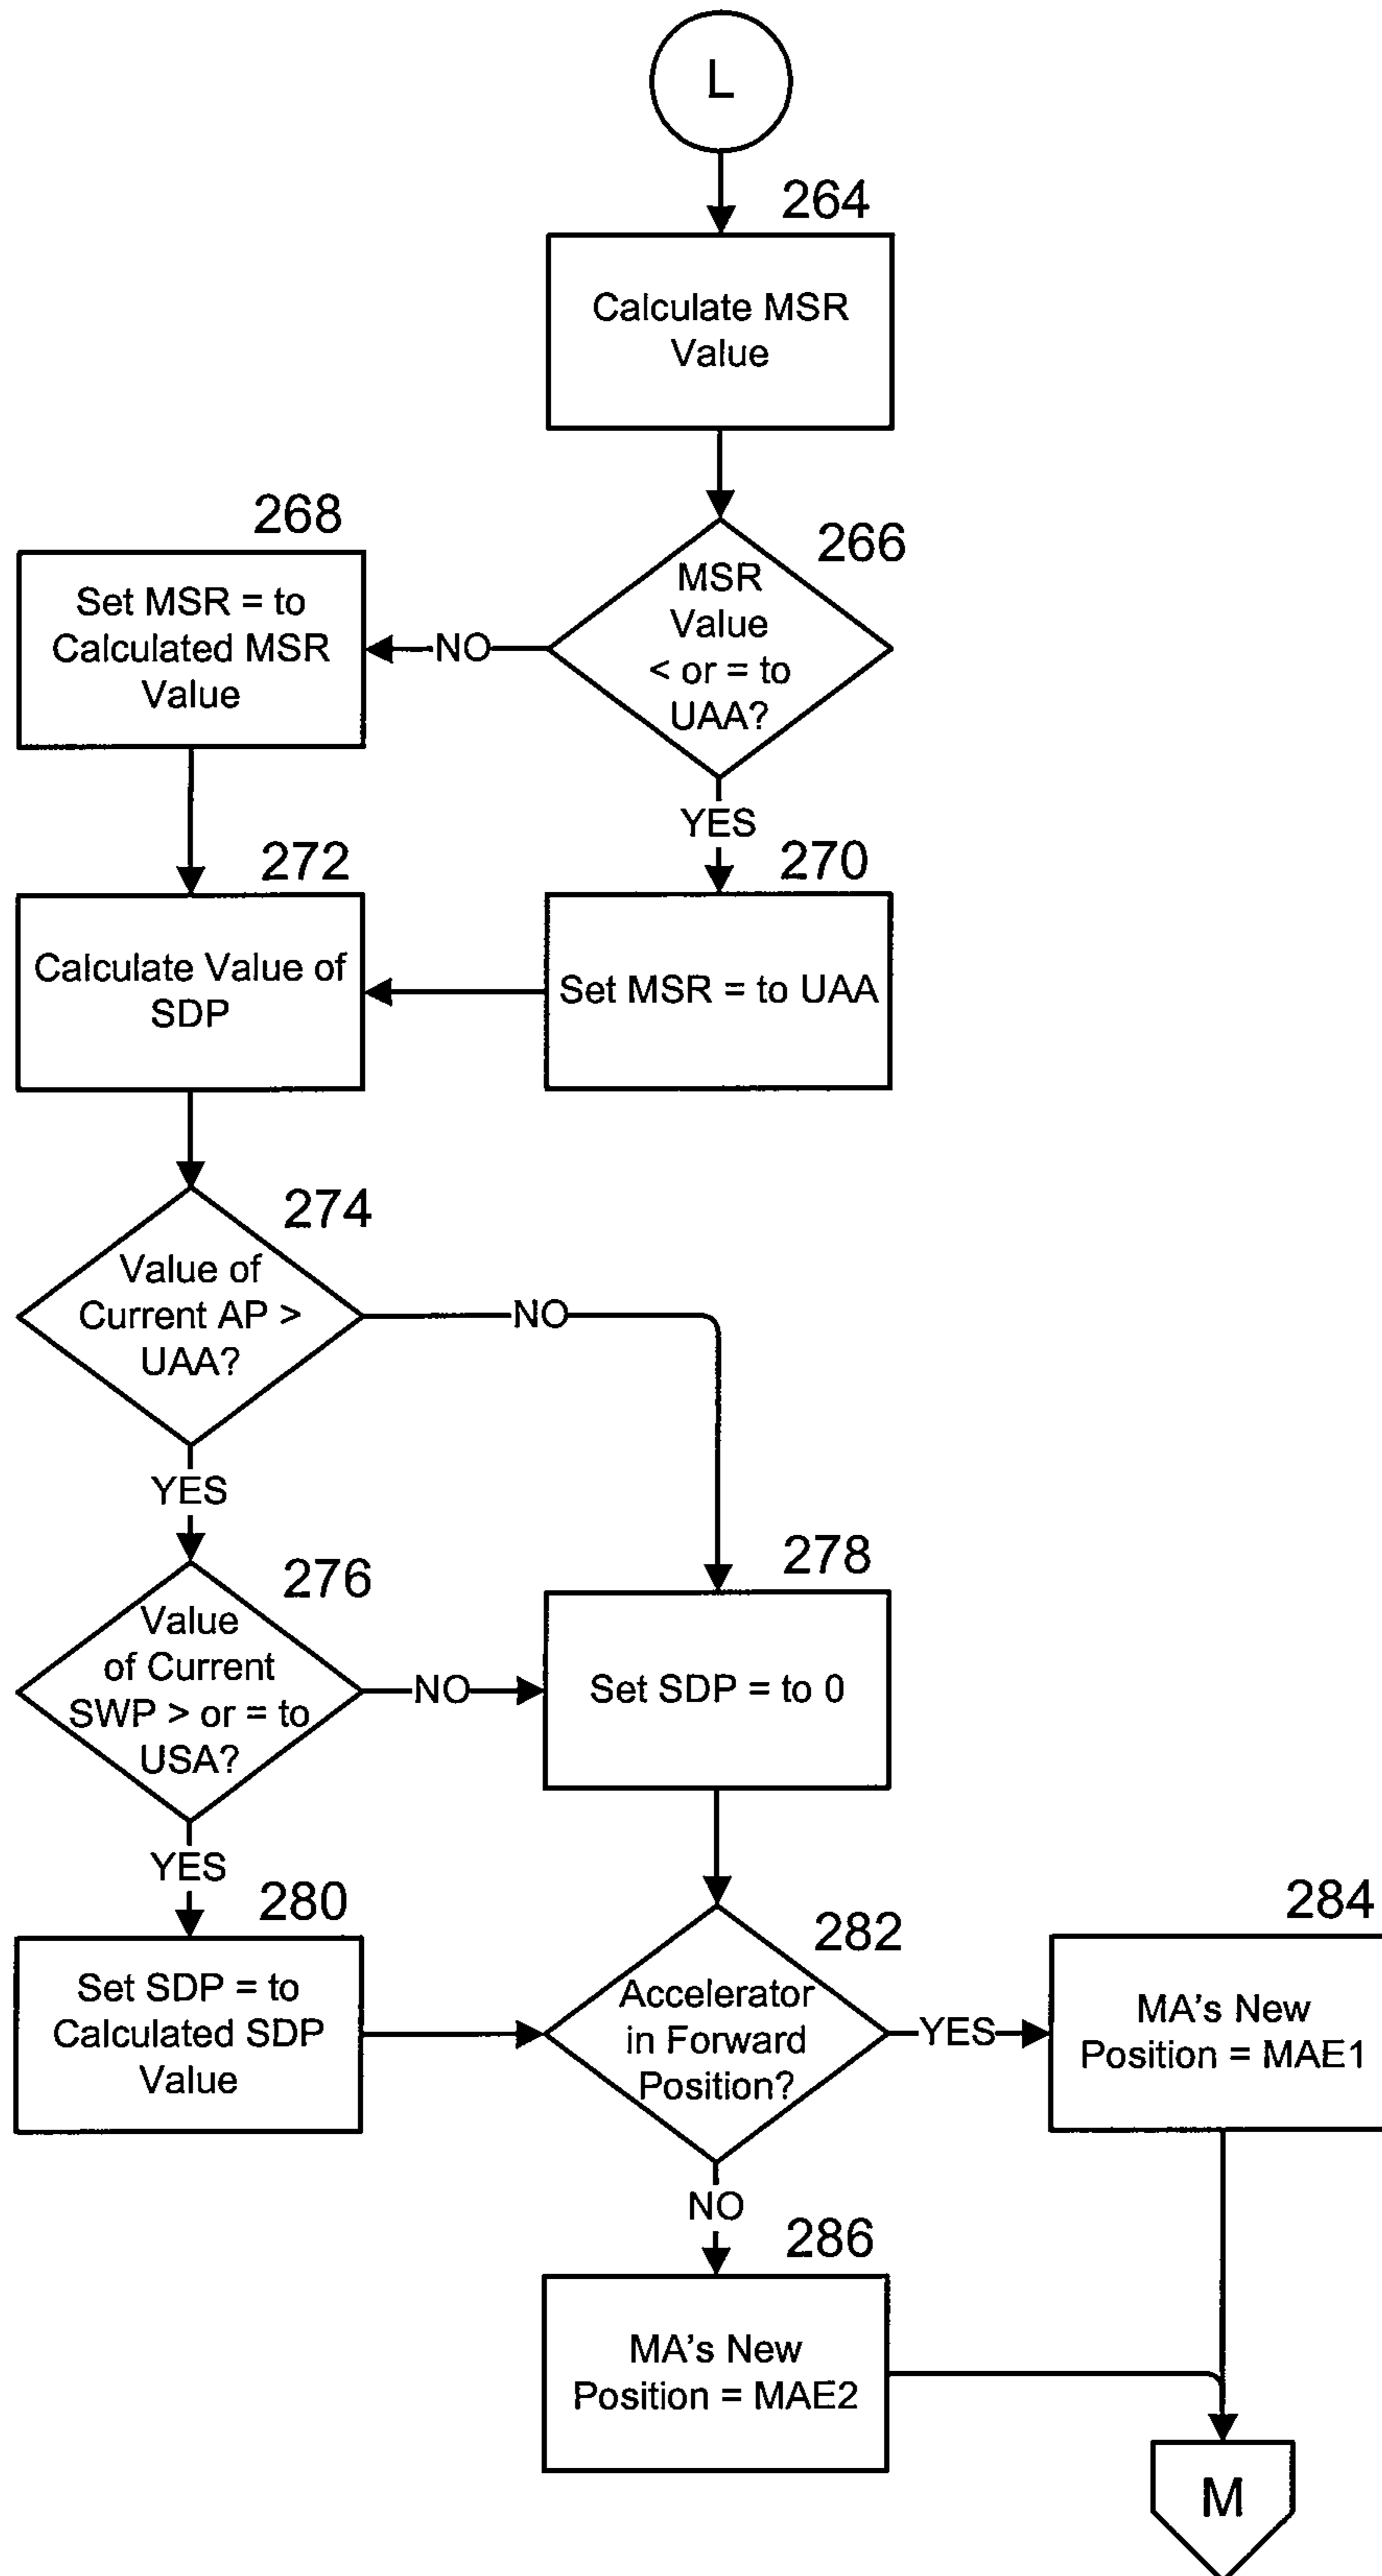 L
264
Calculate MSR
Value
268
Set MSR = to
Calculated MSR
Value
266
MSR
Value
< or = to
UAA?
NO
YES
272
Calculate Value of
SDP
270
Set MSR = to UAA
274
Value of
Current AP >
UAA?
NO
YES
276
Value
of Current
SWP > or = to
USA?
NO
278
Set SDP = to 0
YES
280
Set SDP = to
Calculated SDP
Value
282
Accelerator
in Forward
Position?
YES
284
MA's New
Position = MAE1
NO
286
MA's New
Position = MAE2
M